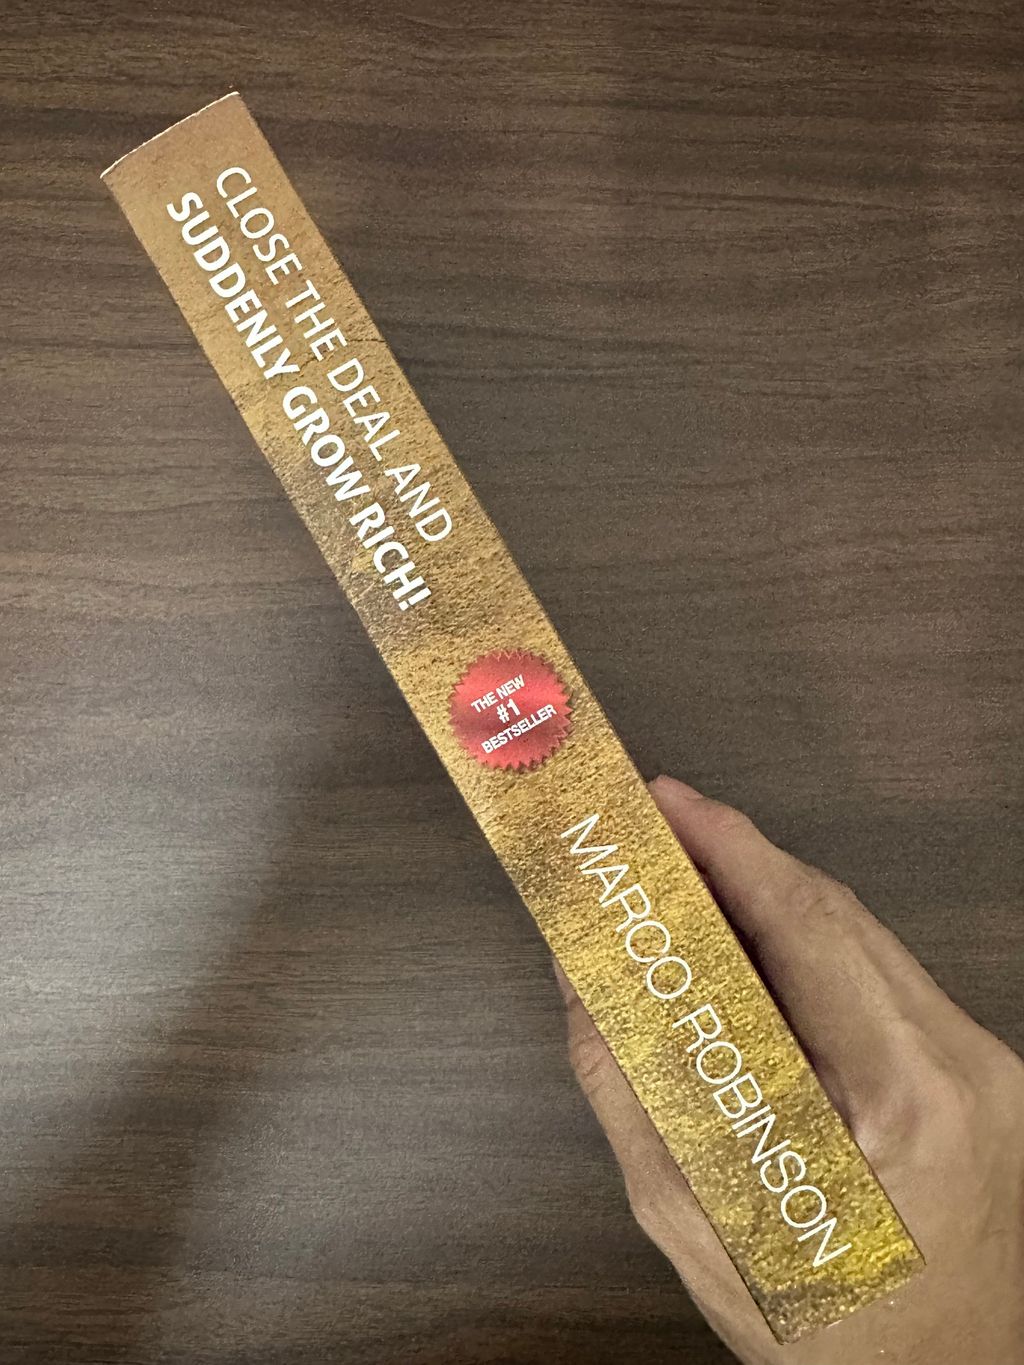 CLOSE THE DEAL AND
SUDDENLY GROW RICH!
THE NEW
#1
BESTSELLER
MARCO ROBINSON